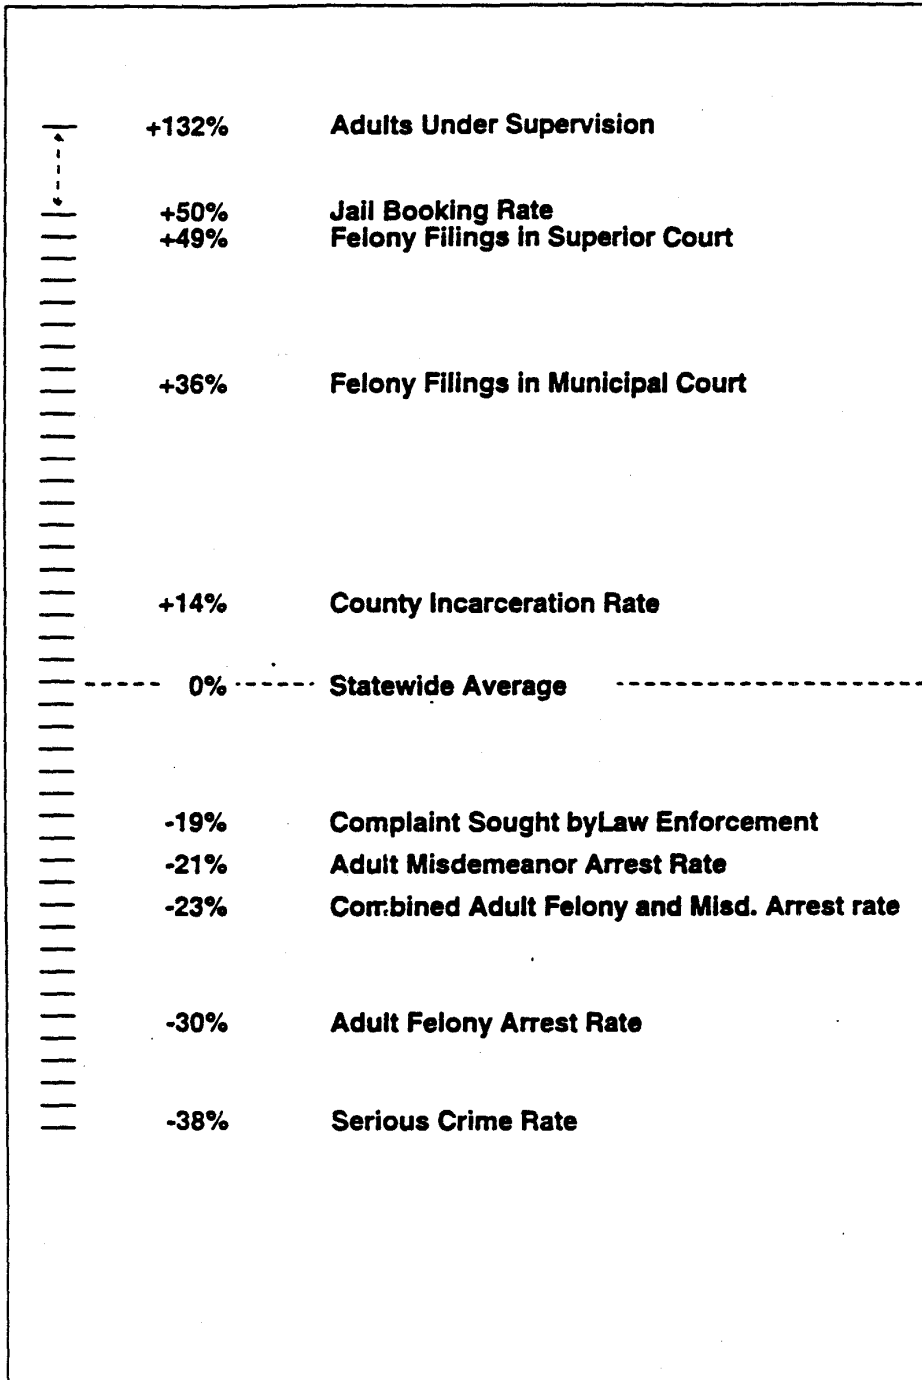 +132% Adults Under Supervision
+50% Jail Booking Rate
+49% Felony Filings in Superior Court
+36% Felony Filings in Municipal Court
+14% County Incarceration Rate
0% Statewide Average
-19% Complaint Sought byLaw Enforcement
-21% Adult Misdemeanor Arrest Rate
-23% Combined Adult Felony and Misd. Arrest rate
-30% Adult Felony Arrest Rate
-38% Serious Crime Rate